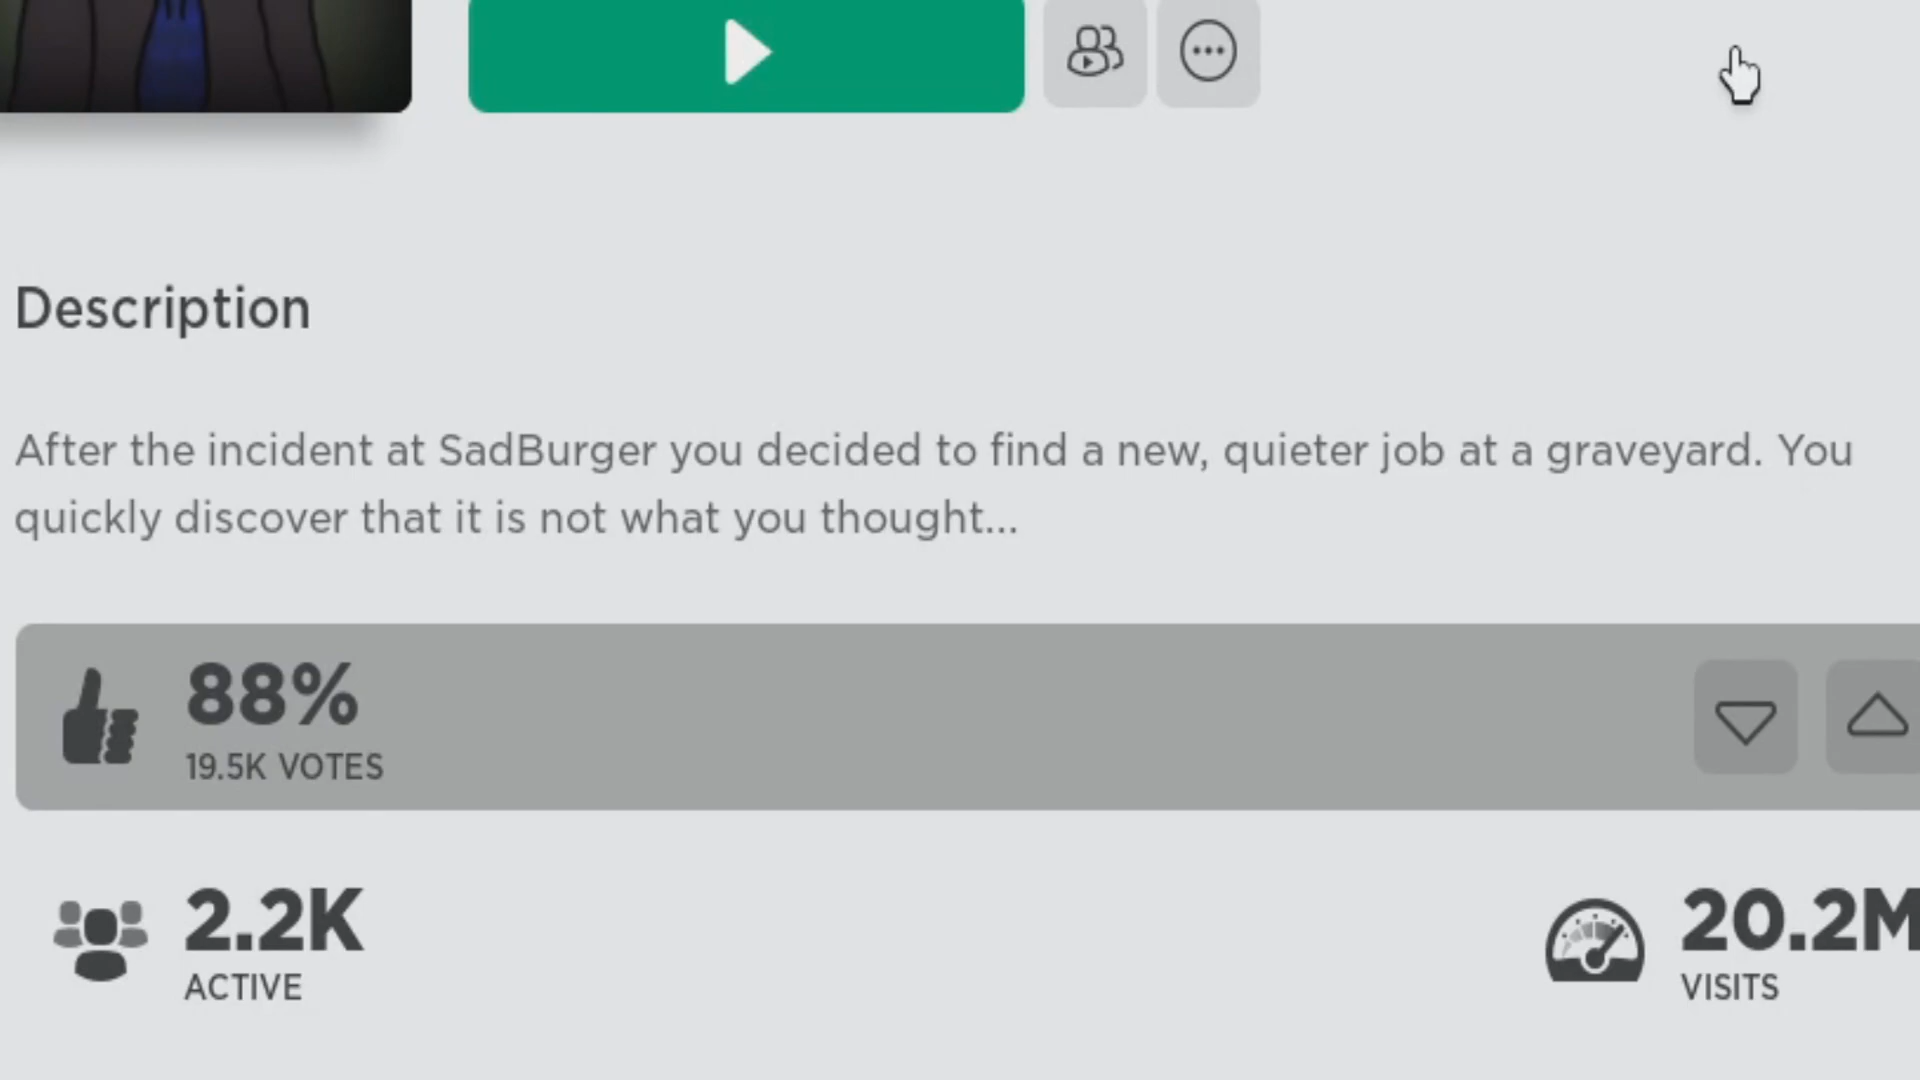 Description
After the incident at SadBurger you decided to find a new, quieter job at a graveyard. You
quickly discover that it is not what you thought...
88%
19.5K VOTES
2.2K
ACTIVE
20.2M
VISITS